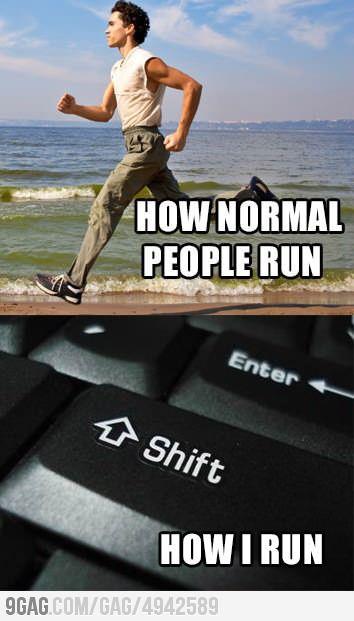 HOW NORMAL
PEOPLE RUN
Enter ←
⇧ Shift
HOW I RUN
9GAG.COM/GAG/4942589